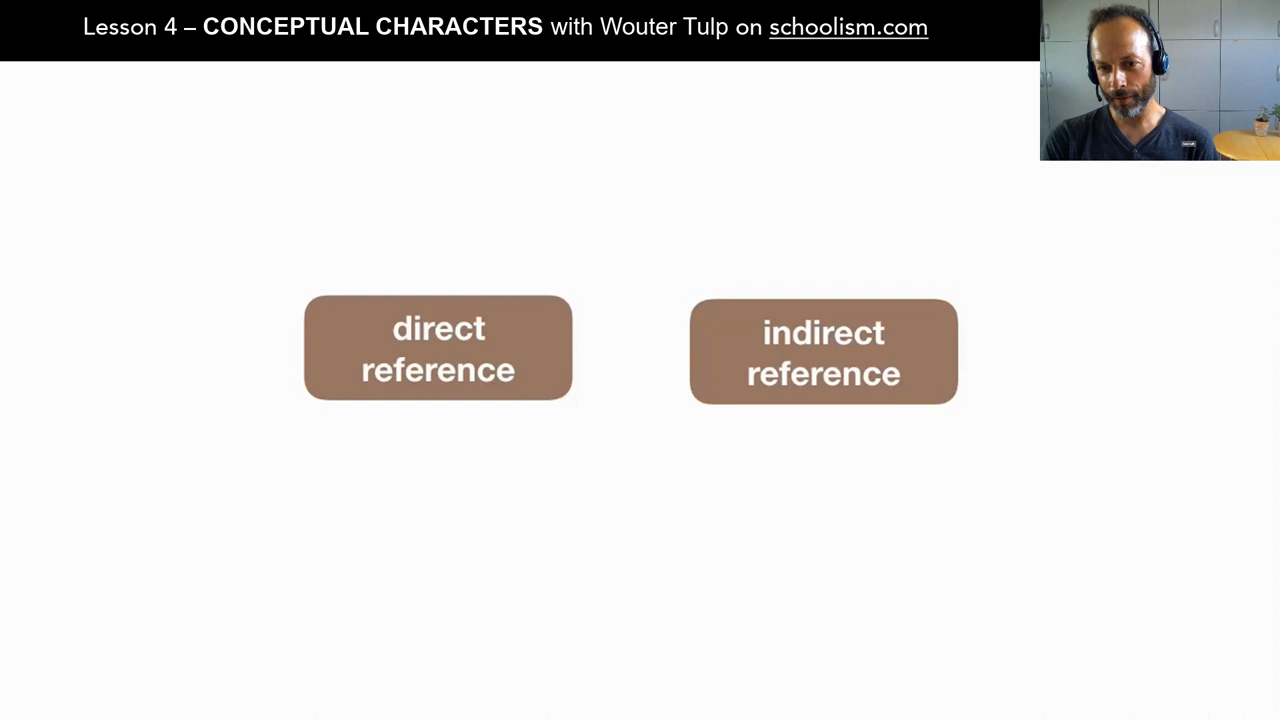 Lesson 4 – CONCEPTUAL CHARACTERS with Wouter Tulp on schoolism.com
direct
reference
indirect
reference